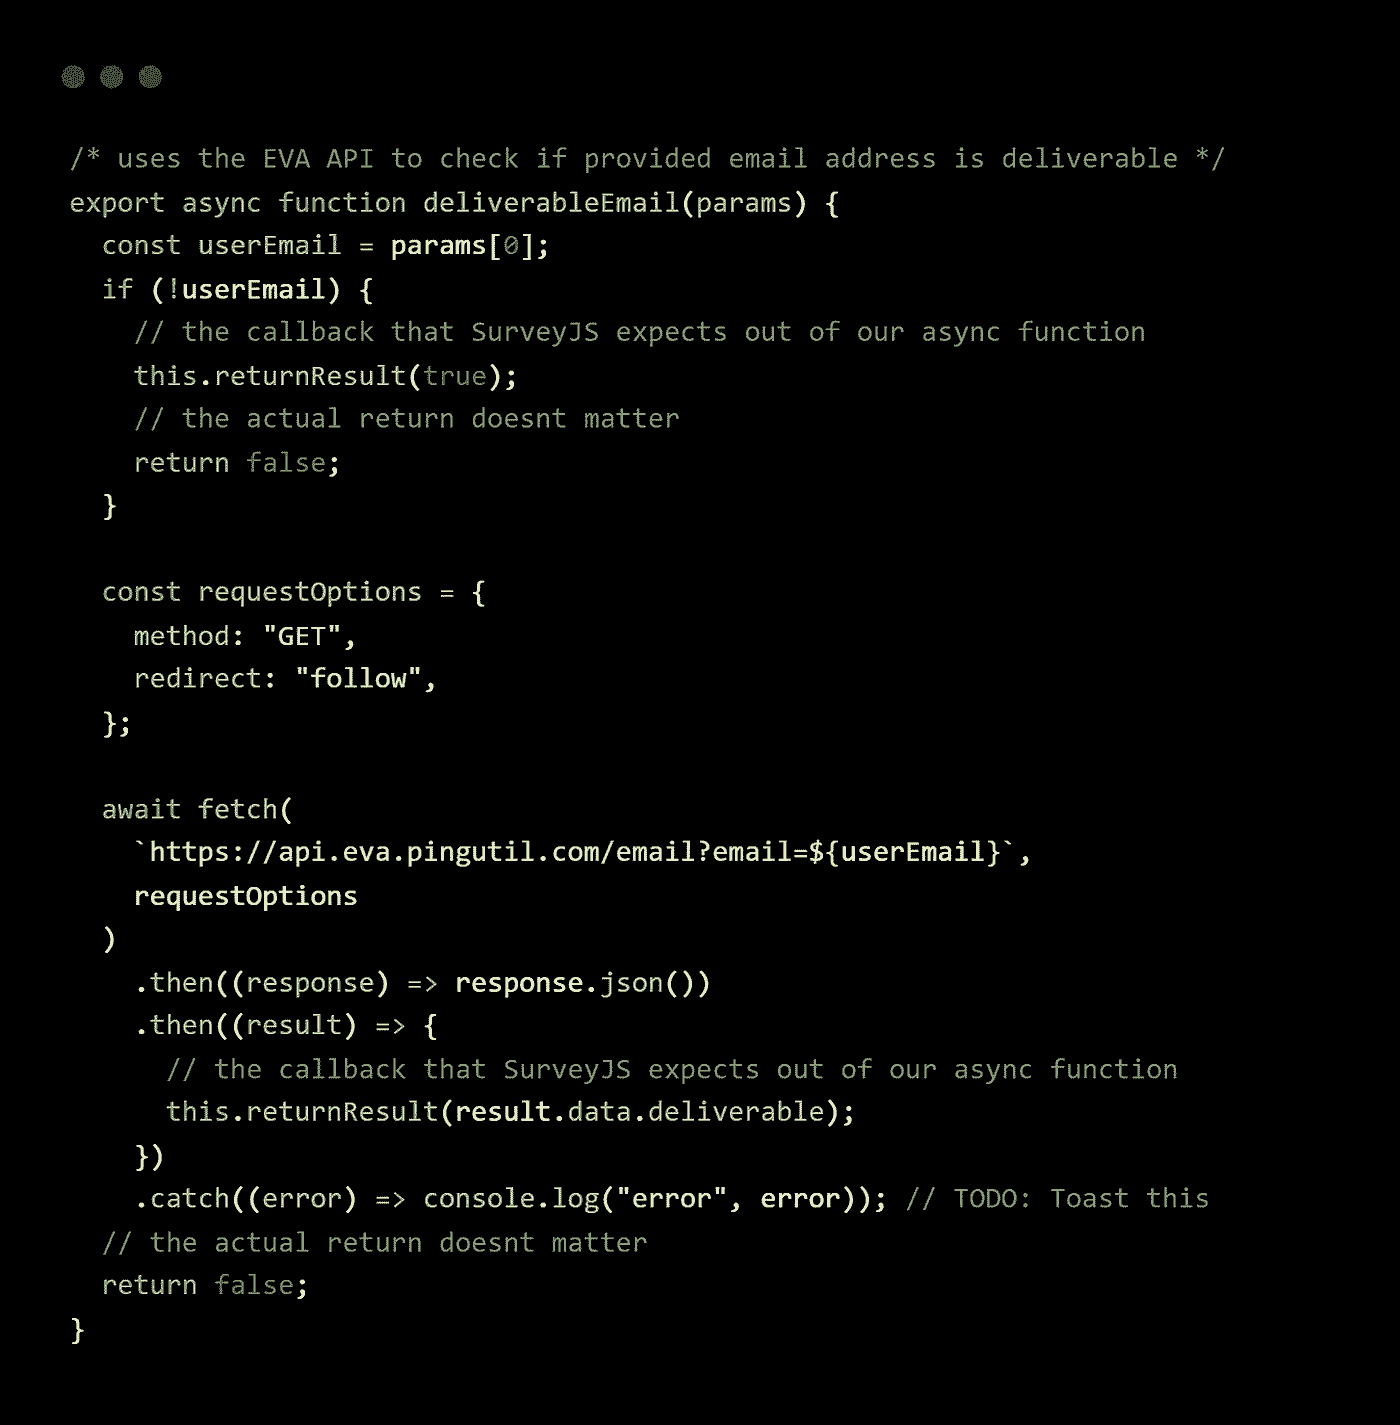 /* uses the EVA API to check if provided email address is deliverable */
export async function deliverableEmail(params) {
  const userEmail = params[0];
  if (!userEmail) {
    // the callback that SurveyJS expects out of our async function
    this.returnResult(true);
    // the actual return doesnt matter
    return false;
  }

  const requestOptions = {
    method: "GET",
    redirect: "follow",
  };

  await fetch(
    `https://api.eva.pingutil.com/email?email=${userEmail}`,
    requestOptions
  )
    .then((response) => response.json())
    .then((result) => {
      // the callback that SurveyJS expects out of our async function
      this.returnResult(result.data.deliverable);
    })
    .catch((error) => console.log("error", error)); // TODO: Toast this
  // the actual return doesnt matter
  return false;
}